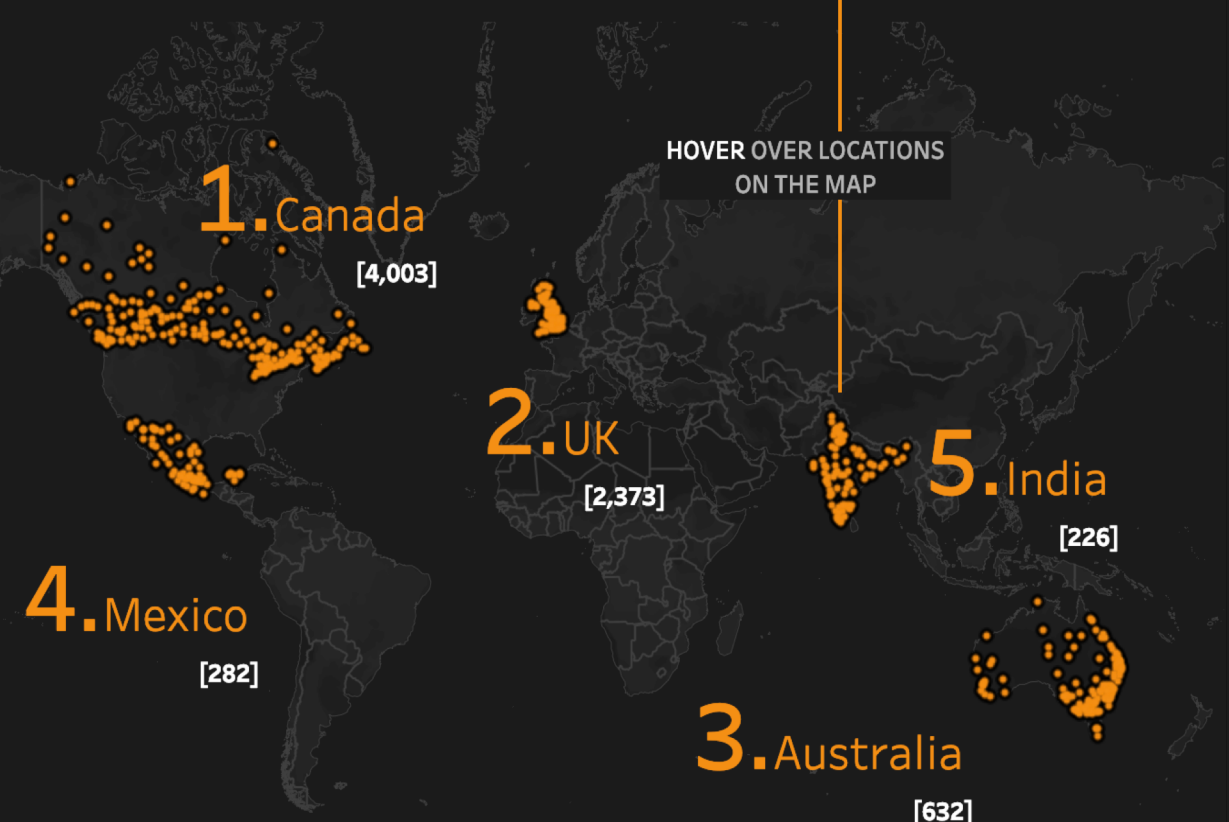 HOVER OVER LOCATIONS
ON THE MAP
1. Canada
[4,003]
2. UK
[2,373]
5. India
[226]
4. Mexico
[282]
3. Australia
[632]